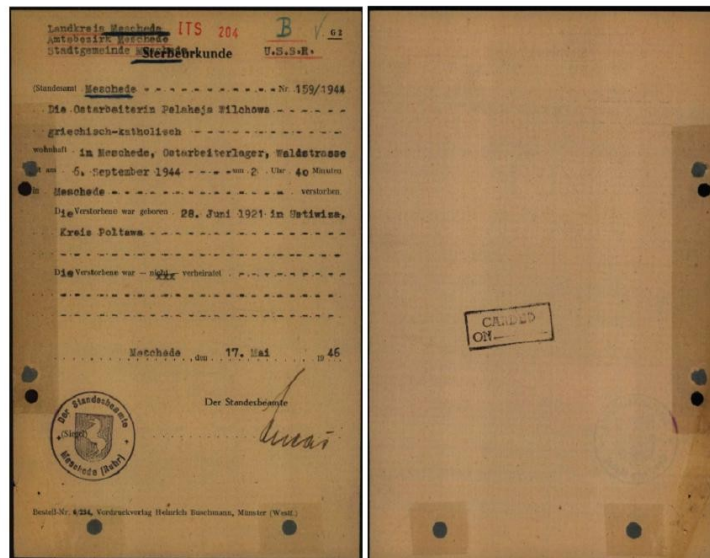 Landkreis Meschede ITS 204 B G2
Amtsbezirk Meschede
Stadtgemeinde Meschede U.S.S.R.
Sterbeurkunde
(Standesamt Meschede - - - - - - - - - - Nr. 159/1944
Die Ostarbeiterin Pelaheja Wilchowa
griechisch-katholisch - - - - - - - - - - - - -
wohnhaft in Meschede, Ostarbeiterlager, Waldstrasse
ist am 6. September 1944 - - - - um 2 Uhr 40 Minuten
in Meschede - - - - - - - - - - - - - - - verstorben.
Die Verstorbene war geboren 28. Juni 1921 in
Kreis Poltawa - - - - - - - - - - - - - - - - -
Die Verstorbene war — nicht — verheiratet - - - - - - - - -
Meschede, den 17. Mai 1946
Der Standesbeamte
(Siegel)
Der Standesbeamte
Meschede (Ruhr)
Lucas
Bestell-Nr. 6/254, Vordruckverlag Heinrich Buschmann, Münster (Westf.)
CARDED
ON